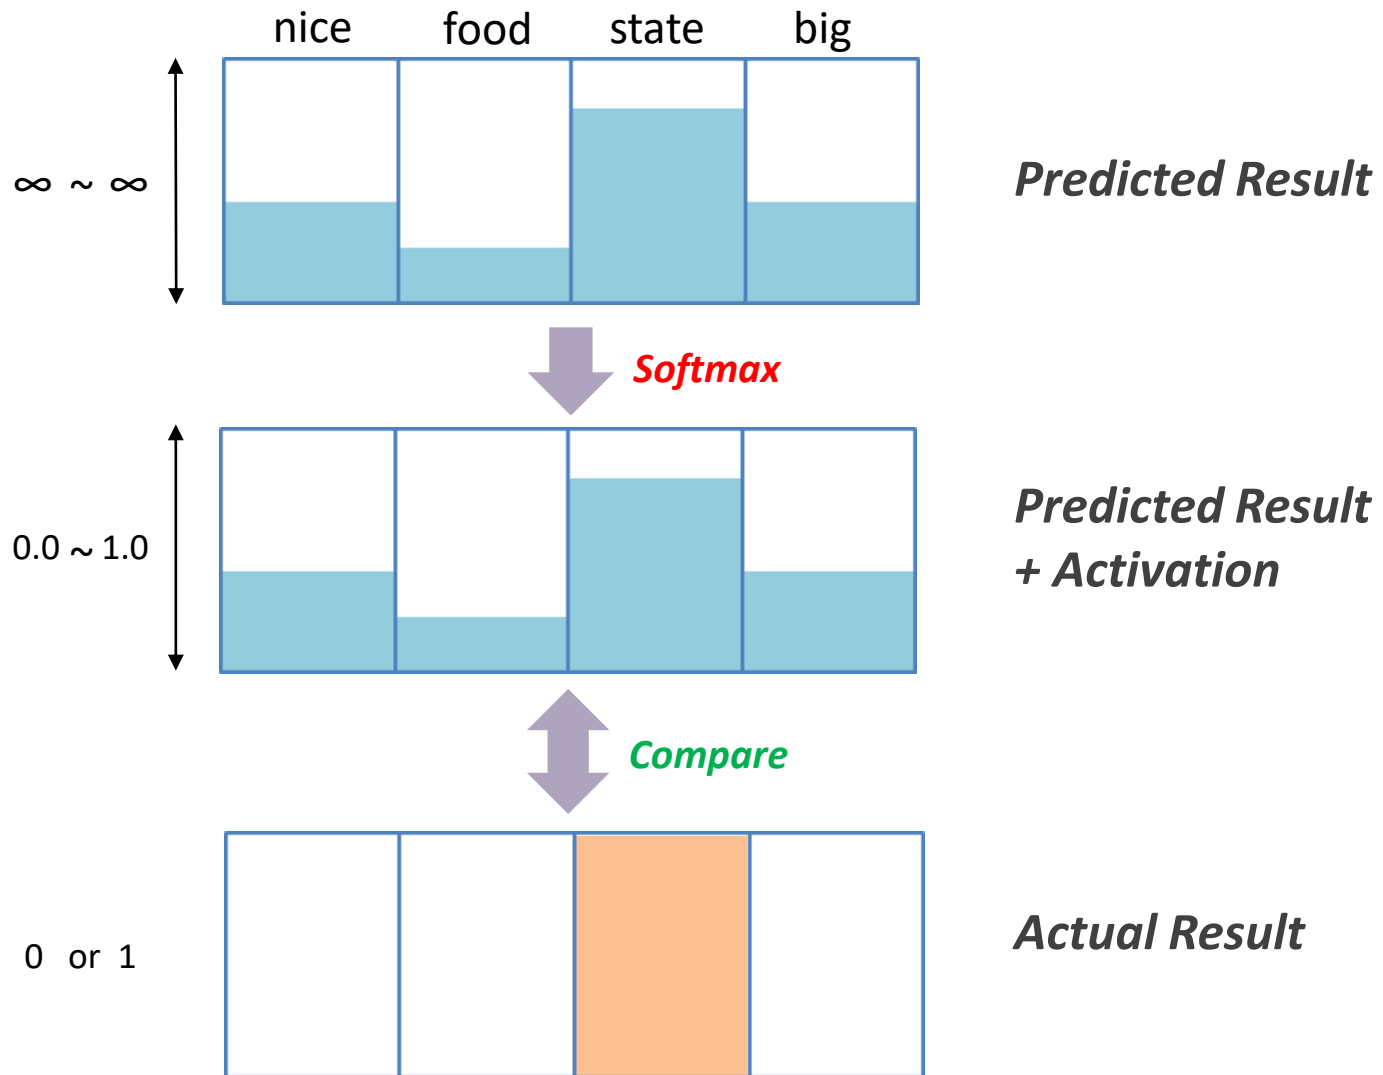 nice food state big
∞ ~ ∞
Predicted Result
Softmax
0.0 ~ 1.0
Predicted Result
+ Activation
Compare
0 or 1
Actual Result